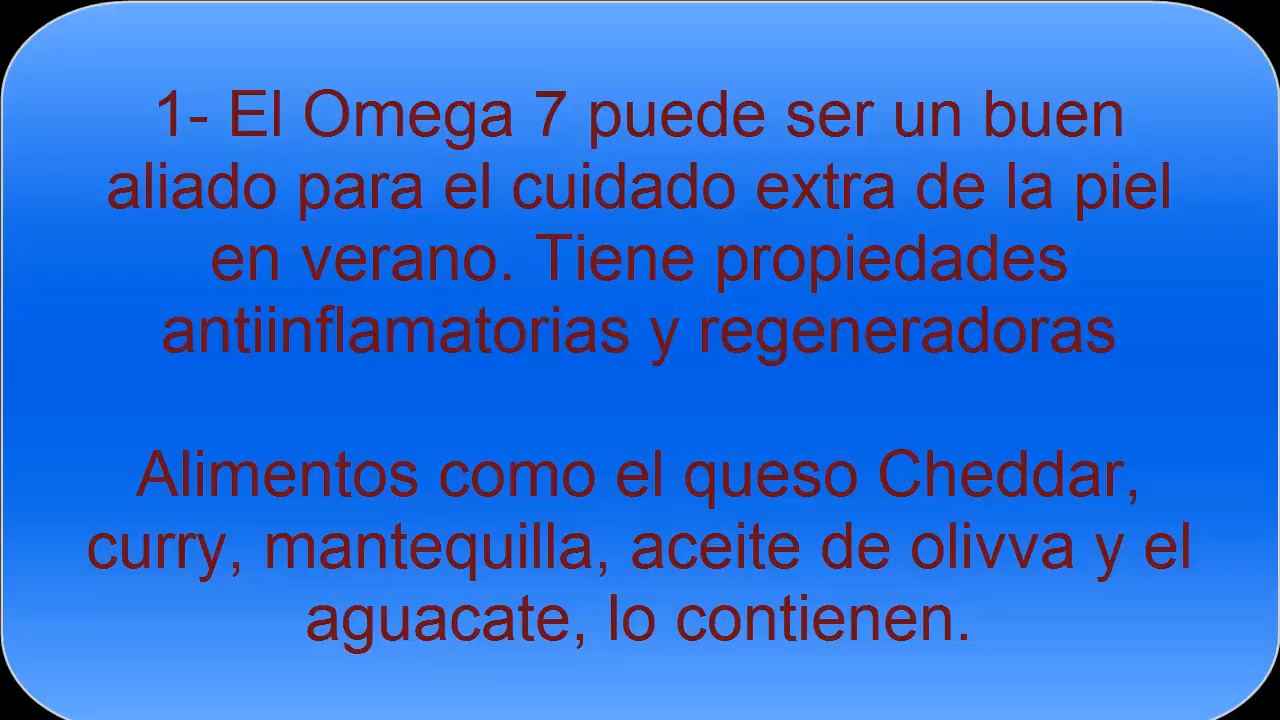 1- El Omega 7 puede ser un buen
aliado para el cuidado extra de la piel
en verano. Tiene propiedades
antiinflamatorias y regeneradoras
Alimentos como el queso Cheddar,
curry, mantequilla, aceite de olivva y el
aguacate, lo contienen.